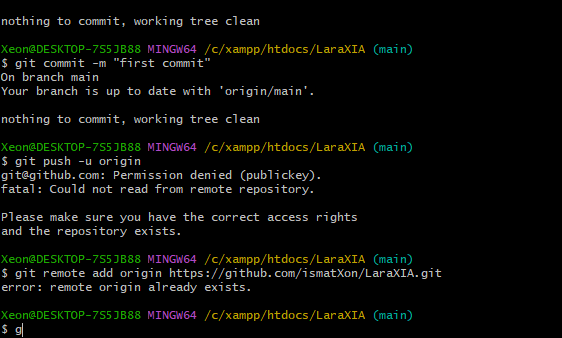 nothing to commit, working tree clean
Xeon@DESKTOP-7S5JB88 MINGW64 /c/xampp/htdocs/LaraXIA (main)
$ git commit -m "first commit"
On branch main
Your branch is up to date with 'origin/main'.
nothing to commit, working tree clean
Xeon@DESKTOP-7S5JB88 MINGW64 /c/xampp/htdocs/LaraXIA (main)
$ git push -u origin
git@github.com: Permission denied (publickey).
fatal: Could not read from remote repository.
Please make sure you have the correct access rights
and the repository exists.
Xeon@DESKTOP-7S5JB88 MINGW64 /c/xampp/htdocs/LaraXIA (main)
$ git remote add origin https://github.com/ismatXon/LaraXIA.git
error: remote origin already exists.
Xeon@DESKTOP-7S5JB88 MINGW64 /c/xampp/htdocs/LaraXIA (main)
$ g